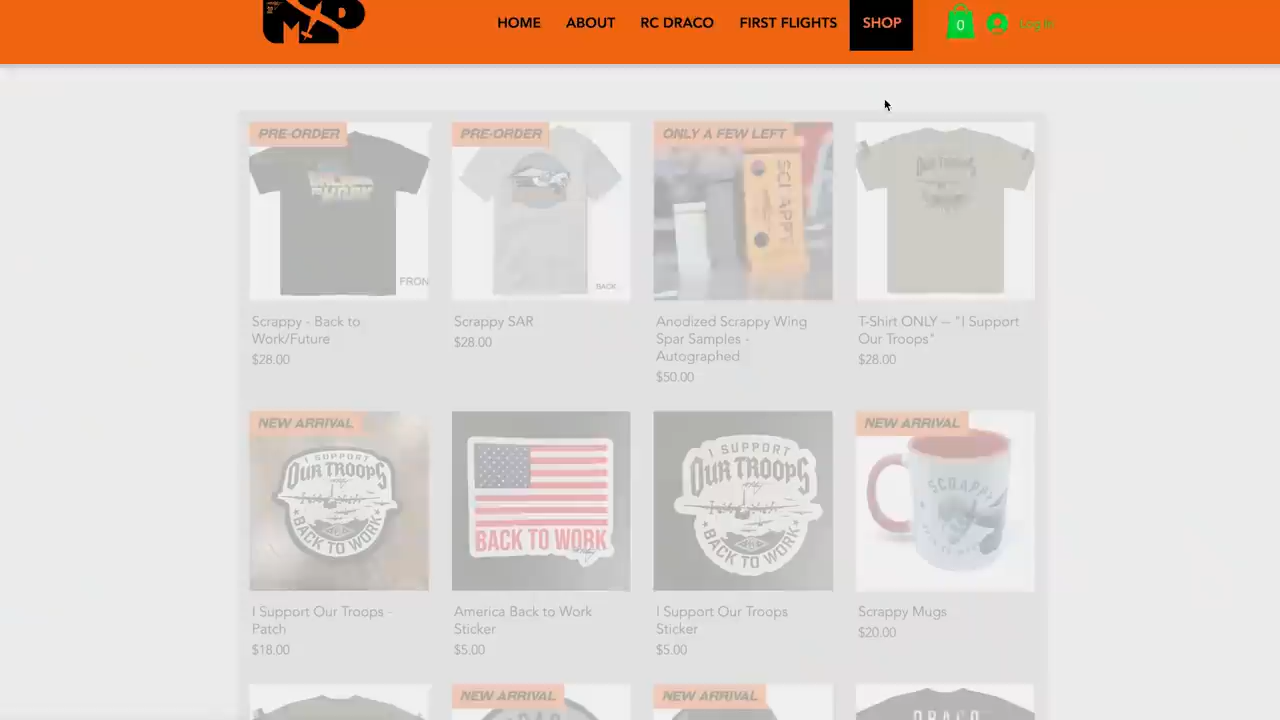 HOME ABOUT RC DRACO FIRST FLIGHTS SHOP 0 Log In
PRE-ORDER PRE-ORDER ONLY A FEW LEFT
OUR TROOPS
SCRAPPY
FRON
BACK
Scrappy - Back to
Work/Future
$28.00
Scrappy SAR
$28.00
Anodized Scrappy Wing
Spar Samples -
Autographed
$50.00
T-Shirt ONLY -- "I Support
Our Troops"
$28.00
NEW ARRIVAL
I SUPPORT
OUR TROOPS
BACK TO WORK
BACK TO WORK
I SUPPORT
OUR TROOPS
BACK TO WORK
NEW ARRIVAL
SCRAPPY
I Support Our Troops -
Patch
$18.00
America Back to Work
Sticker
$5.00
I Support Our Troops
Sticker
$5.00
Scrappy Mugs
$20.00
NEW ARRIVAL NEW ARRIVAL
DRACO